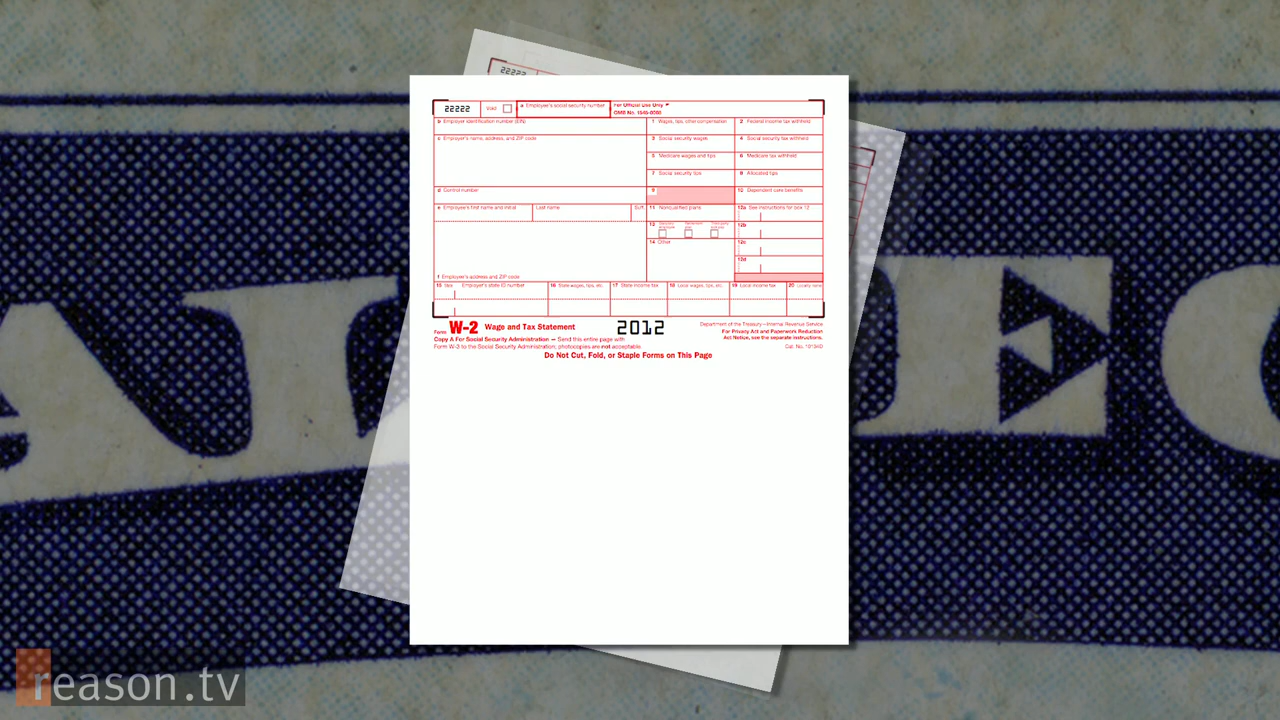 22222
22222
Void
a Employee's social security number
For Official Use Only
OMB No. 1545-0008
b Employer identification number (EIN)
1 Wages, tips, other compensation
2 Federal income tax withheld
c Employer's name, address, and ZIP code
3 Social security wages
4 Social security tax withheld
5 Medicare wages and tips
6 Medicare tax withheld
7 Social security tips
8 Allocated tips
d Control number
9
10 Dependent care benefits
e Employee's first name and initial
Last name
Suff.
11 Nonqualified plans
12a See instructions for box 12
13
12b
14 Other
12c
12d
f Employee's address and ZIP code
15 State
Employer's state ID number
16 State wages, tips, etc.
17 State income tax
18 Local wages, tips, etc.
19 Local income tax
20 Locality name
Form W-2 Wage and Tax Statement
2012
Department of the Treasury—Internal Revenue Service
For Privacy Act and Paperwork Reduction
Act Notice, see the separate instructions.
Copy A For Social Security Administration — Send this entire page with
Form W-3 to the Social Security Administration; photocopies are not acceptable.
Cat. No. 10134D
Do Not Cut, Fold, or Staple Forms on This Page
reason.tv